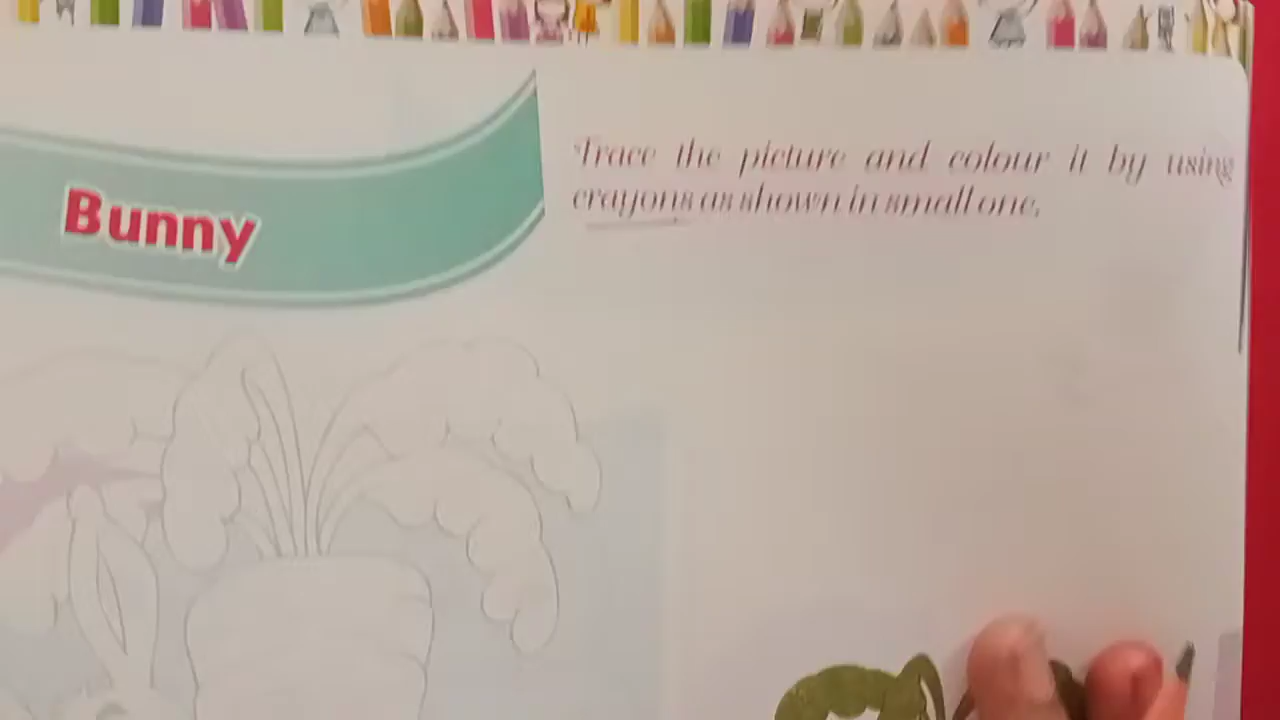 Bunny
Trace the picture and colour it by using
crayons as shown in small one.